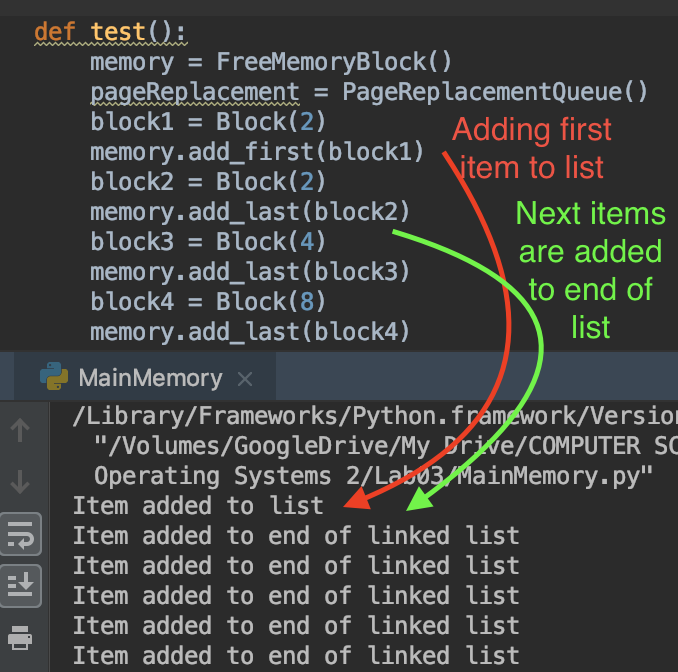 def test():
memory = FreeMemoryBlock()
pageReplacement = PageReplacementQueue()
block1 = Block(2)
memory.add_first(block1)
block2 = Block(2)
memory.add_last(block2)
block3 = Block(4)
memory.add_last(block3)
block4 = Block(8)
memory.add_last(block4)
Adding first
item to list
Next items
are added
to end of
list
MainMemory
/Library/Frameworks/Python.framework/Version
"/Volumes/GoogleDrive/My Drive/COMPUTER SC
Operating Systems 2/Lab03/MainMemory.py"
Item added to list
Item added to end of linked list
Item added to end of linked list
Item added to end of linked list
Item added to end of linked list
Item added to end of linked list